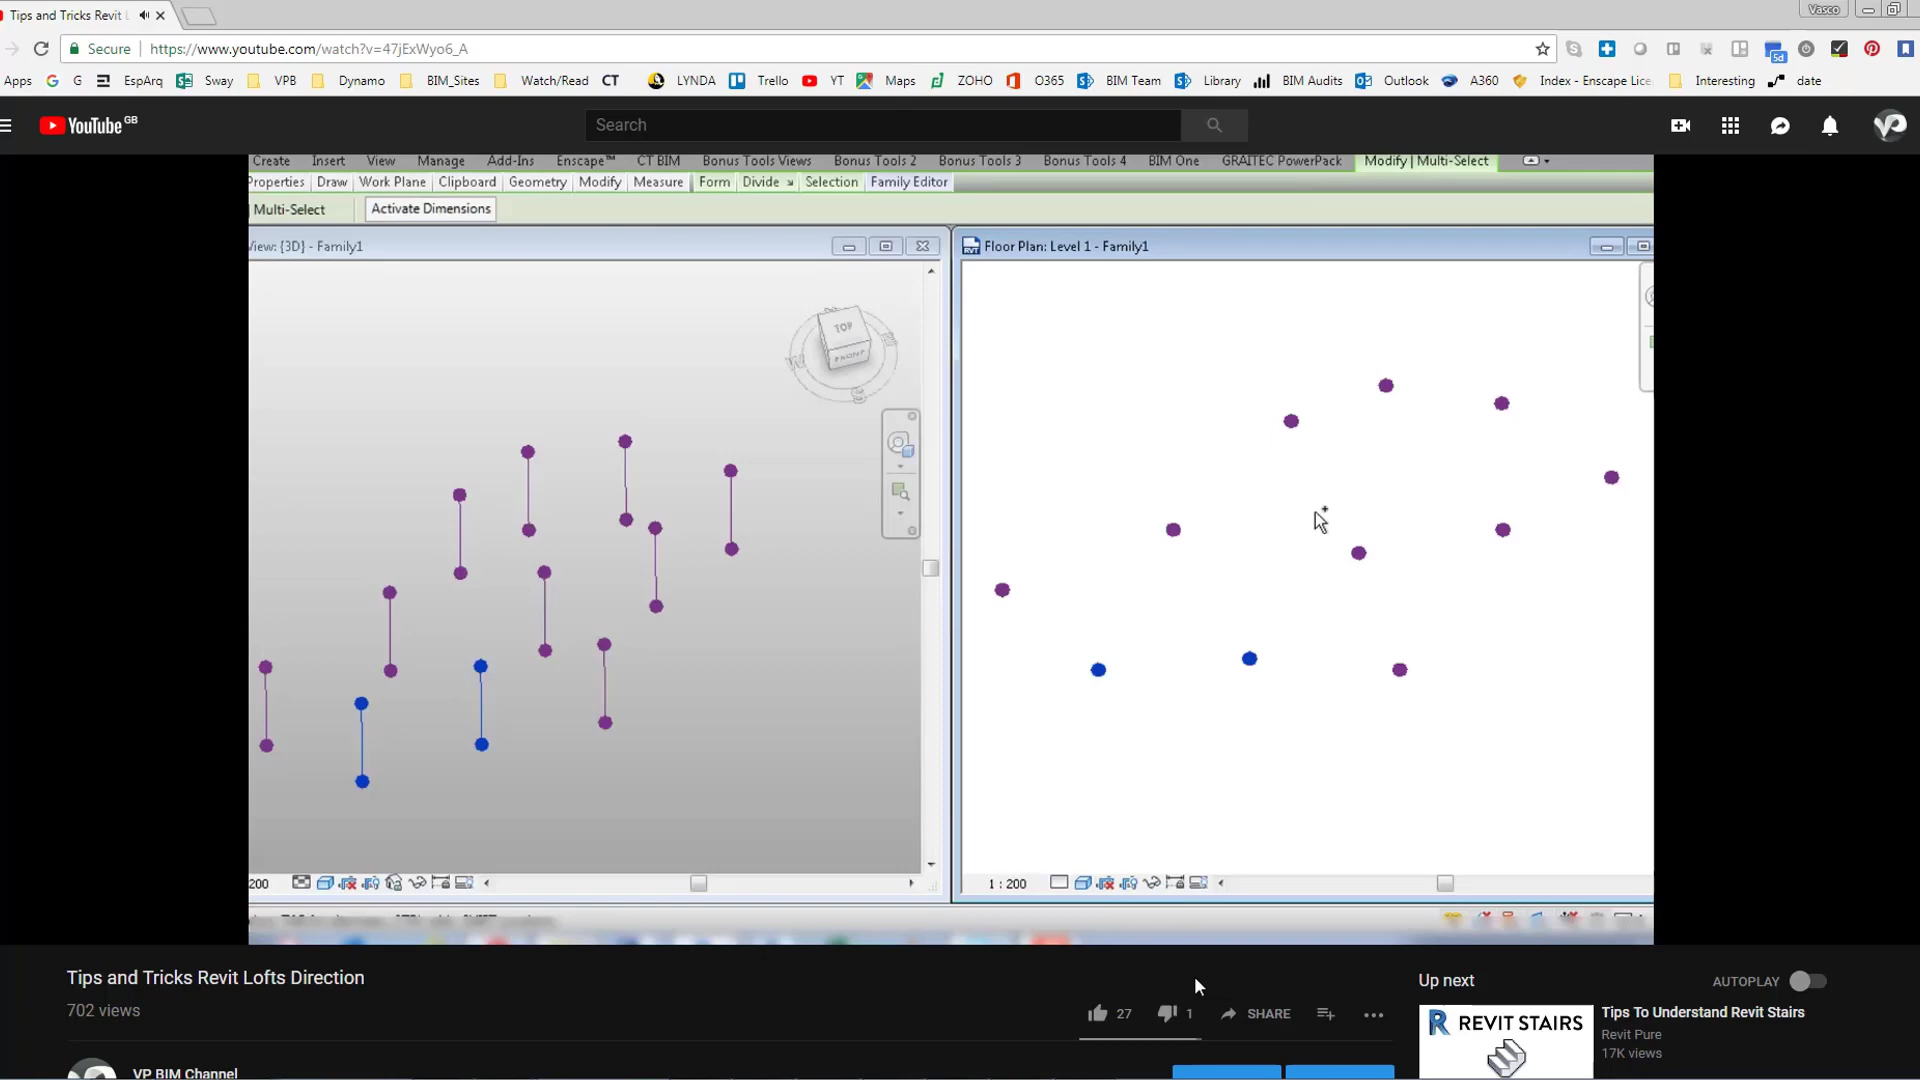 Tips and Tricks Revit L
Vasco
Secure https://www.youtube.com/watch?v=47jExWyo6_A
5d
Apps G EspArq Sway VPB Dynamo BIM_Sites Watch/Read CT LYNDA Trello YT Maps ZOHO O365 BIM Team Library BIM Audits Outlook A360 Index - Enscape Lice Interesting date
YouTube GB
Search
Create Insert View Manage Add-Ins Enscape™ CT BIM Bonus Tools Views Bonus Tools 2 Bonus Tools 3 Bonus Tools 4 BIM One GRAITEC PowerPack Modify | Multi-Select
Properties Draw Work Plane Clipboard Geometry Modify Measure Form Divide Selection Family Editor
Multi-Select Activate Dimensions
View: {3D} - Family1
Floor Plan: Level 1 - Family1
TOP
FRONT
W
E
S
200
1 : 200
Tips and Tricks Revit Lofts Direction
702 views
27 1 SHARE
VP BIM Channel
Up next
AUTOPLAY
REVIT STAIRS
Tips To Understand Revit Stairs
Revit Pure
17K views